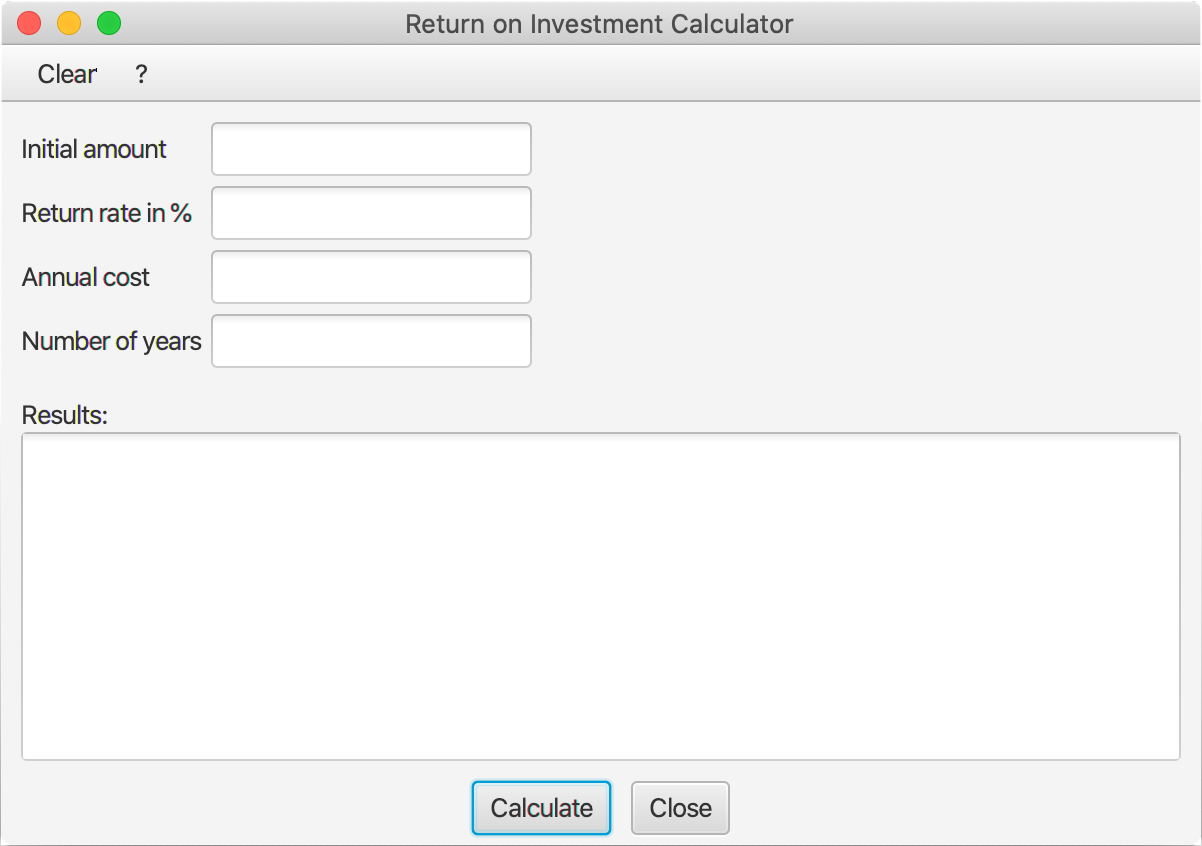 Return on Investment Calculator
Clear ?
Initial amount
Return rate in %
Annual cost
Number of years
Results:
Calculate Close